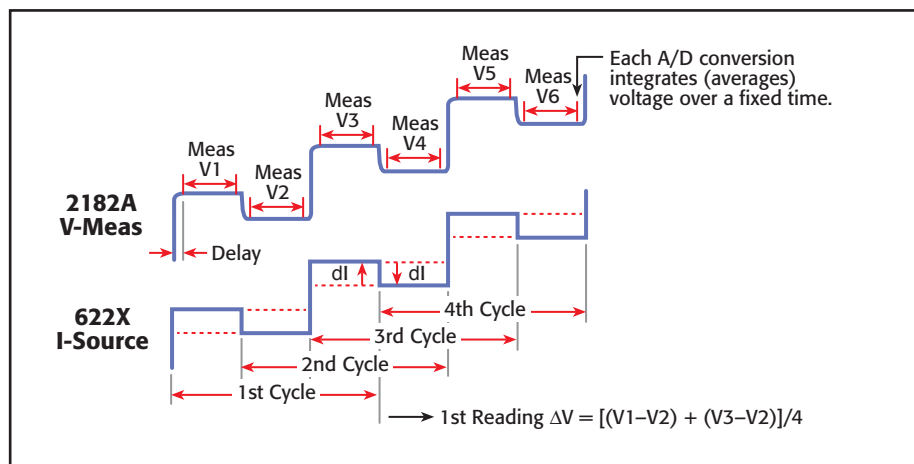 Meas
V1
Meas
V2
Meas
V3
Meas
V4
Meas
V5
Meas
V6
Each A/D conversion
integrates (averages)
voltage over a fixed time.
2182A
V-Meas
Delay
622X
I-Source
dI
dI
4th Cycle
3rd Cycle
2nd Cycle
1st Cycle
1st Reading ΔV = [(V1–V2) + (V3–V2)]/4